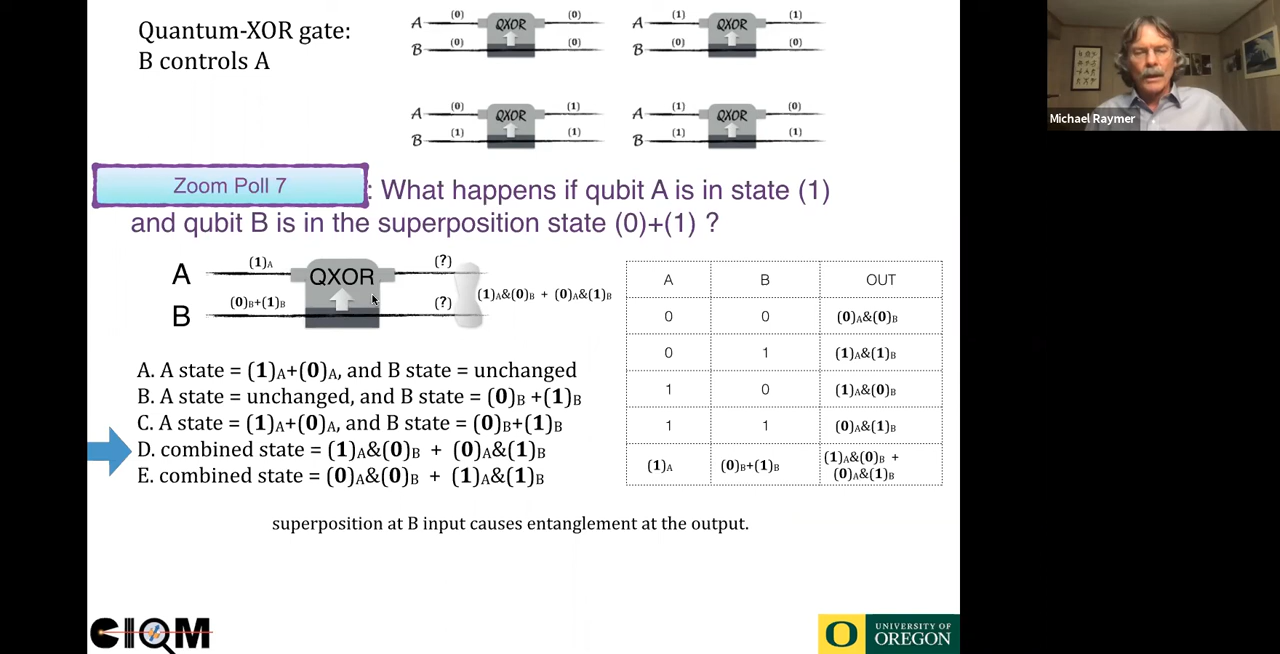 Quantum-XOR gate:
B controls A
A (0) QXOR (0)
B (0) (0)
A (1) QXOR (1)
B (0) (0)
A (0) QXOR (1)
B (1) (1)
A (1) QXOR (0)
B (1) (1)
Michael Raymer
Zoom Poll 7 : What happens if qubit A is in state (1)
and qubit B is in the superposition state (0)+(1) ?
A (1)A QXOR (?)
B (0)B+(1)B (?)
(1)A&(0)B + (0)A&(1)B
A. A state = (1)A+(0)A, and B state = unchanged
B. A state = unchanged, and B state = (0)B +(1)B
C. A state = (1)A+(0)A, and B state = (0)B+(1)B
D. combined state = (1)A&(0)B + (0)A&(1)B
E. combined state = (0)A&(0)B + (1)A&(1)B
A B OUT
0 0 (0)A&(0)B
0 1 (1)A&(1)B
1 0 (1)A&(0)B
1 1 (0)A&(1)B
(1)A (0)B+(1)B (1)A&(0)B +
(0)A&(1)B
superposition at B input causes entanglement at the output.
CIQM
O UNIVERSITY OF
OREGON